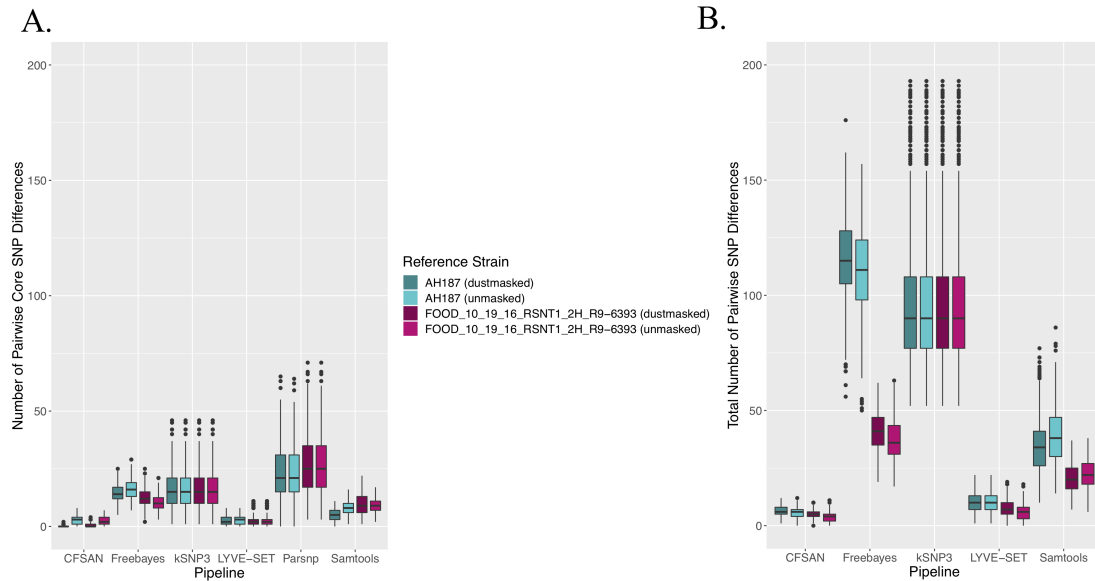 A.
Number of Pairwise Core SNP Differences
200
150
100
50
0
CFSAN Freebayes kSNP3 LYVE-SET Parsnp Samtools
Pipeline
Reference Strain
AH187 (dustmasked)
AH187 (unmasked)
FOOD_10_19_16_RSNT1_2H_R9-6393 (dustmasked)
FOOD_10_19_16_RSNT1_2H_R9-6393 (unmasked)
B.
Total Number of Pairwise SNP Differences
200
150
100
50
0
CFSAN Freebayes kSNP3 LYVE-SET Samtools
Pipeline